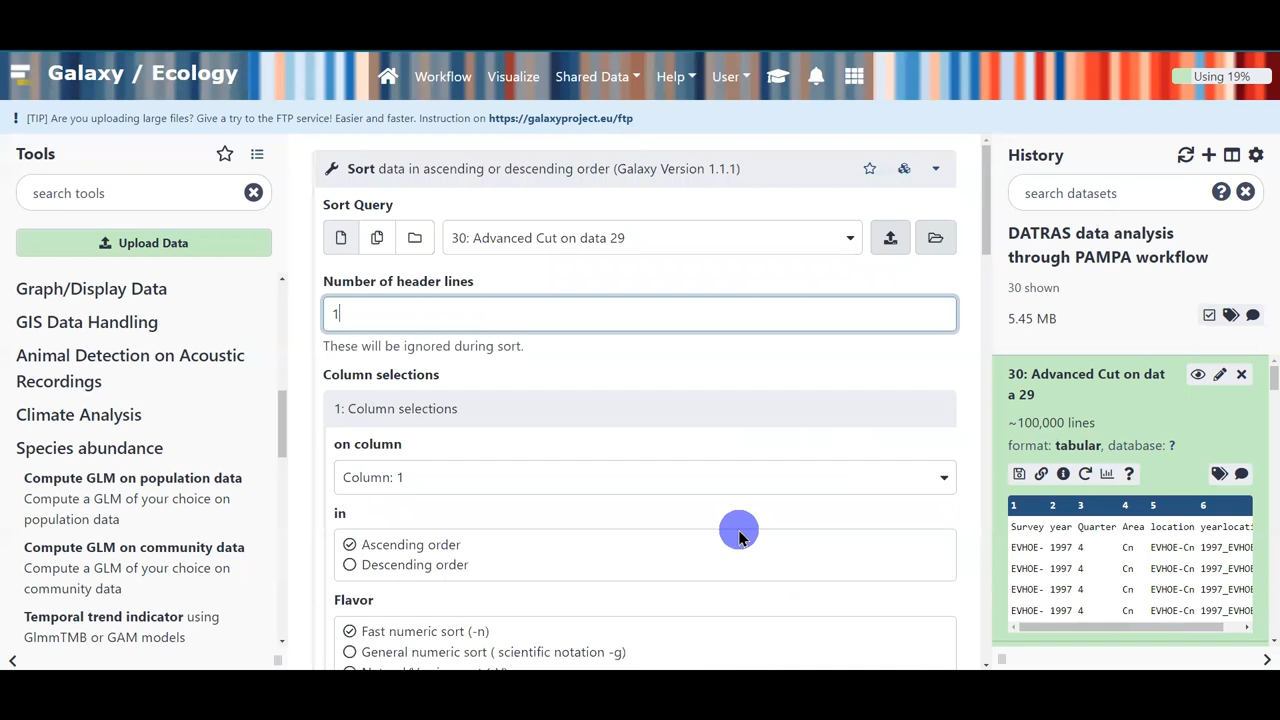 Galaxy / Ecology
Workflow Visualize Shared Data Help User
Using 19%
! [TIP] Are you uploading large files? Give a try to the FTP service! Easier and faster. Instruction on https://galaxyproject.eu/ftp
Tools
search tools
Upload Data
Graph/Display Data
GIS Data Handling
Animal Detection on Acoustic
Recordings
Climate Analysis
Species abundance
Compute GLM on population data
Compute a GLM of your choice on
population data
Compute GLM on community data
Compute a GLM of your choice on
community data
Temporal trend indicator using
GlmmTMB or GAM models
Sort data in ascending or descending order (Galaxy Version 1.1.1)
Sort Query
30: Advanced Cut on data 29
Number of header lines
1
These will be ignored during sort.
Column selections
1: Column selections
on column
Column: 1
in
Ascending order
Descending order
Flavor
Fast numeric sort (-n)
General numeric sort ( scientific notation -g)
History
search datasets
DATRAS data analysis
through PAMPA workflow
30 shown
5.45 MB
30: Advanced Cut on dat
a 29
~100,000 lines
format: tabular, database: ?
1 2 3 4 5 6
Survey year Quarter Area location yearlocati
EVHOE- 1997 4 Cn EVHOE-Cn 1997_EVHOE
EVHOE- 1997 4 Cn EVHOE-Cn 1997_EVHOE
EVHOE- 1997 4 Cn EVHOE-Cn 1997_EVHOE
EVHOE- 1997 4 Cn EVHOE-Cn 1997_EVHOE